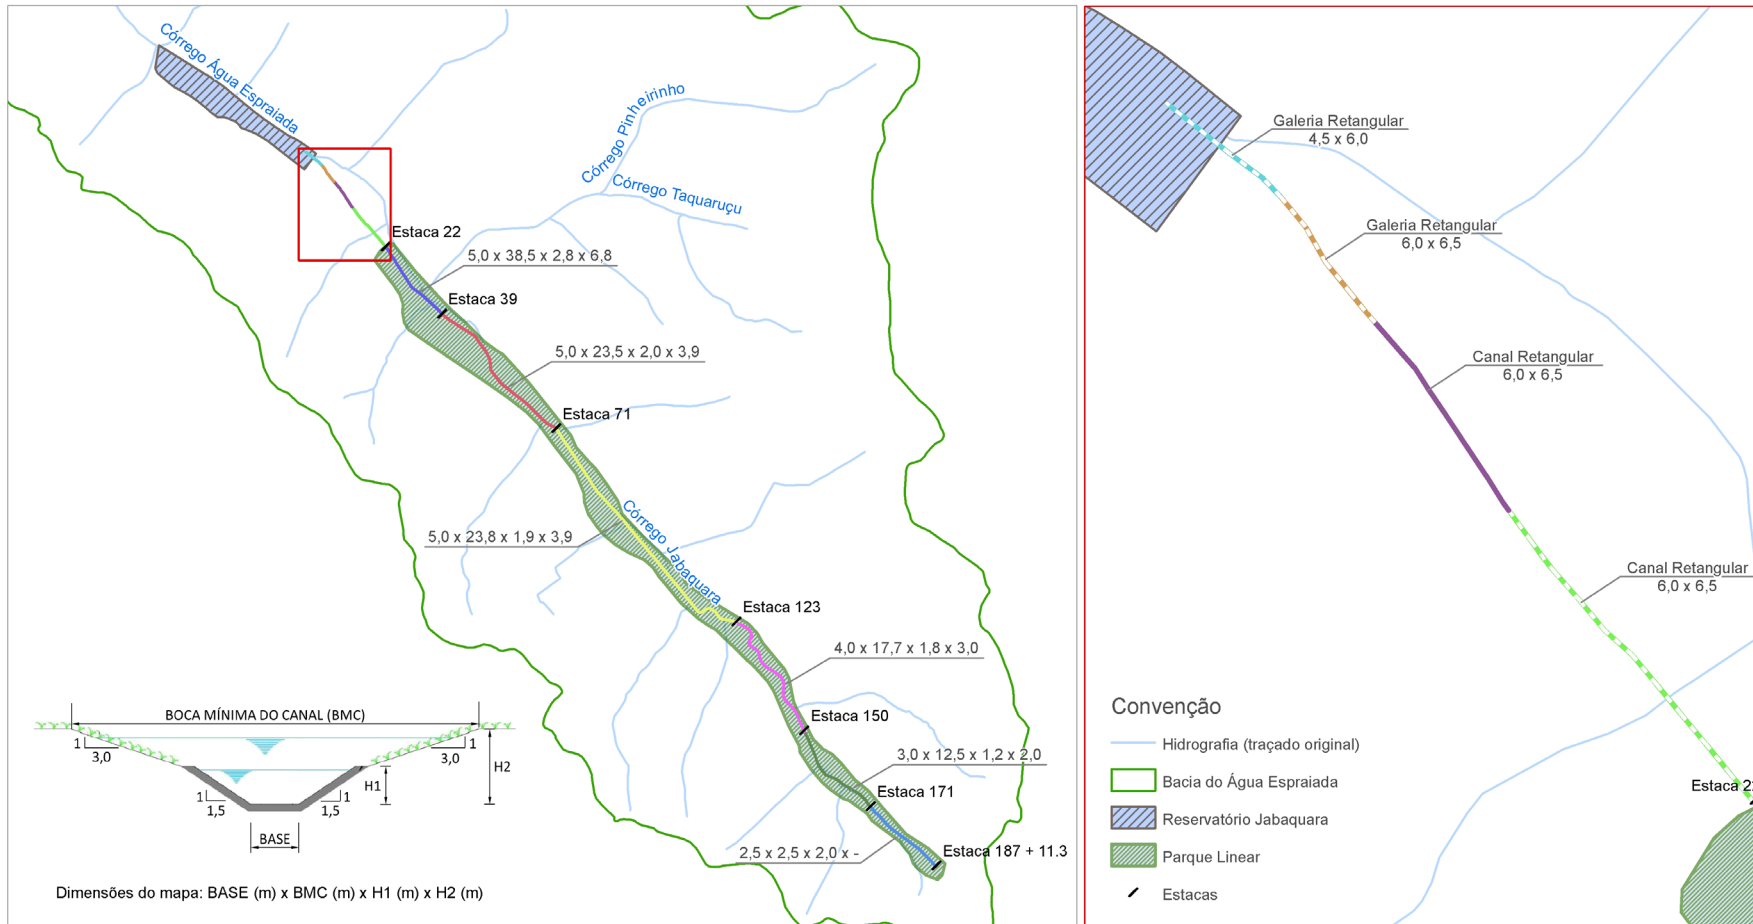 Córrego Água Espraiada
Córrego Pinheirinho
Córrego Taquaruçu
Estaca 22
5,0 x 38,5 x 2,8 x 6,8
Estaca 39
5,0 x 23,5 x 2,0 x 3,9
Estaca 71
Córrego Jabaquara
5,0 x 23,8 x 1,9 x 3,9
Estaca 123
4,0 x 17,7 x 1,8 x 3,0
Estaca 150
3,0 x 12,5 x 1,2 x 2,0
Estaca 171
2,5 x 2,5 x 2,0 x -
Estaca 187 + 11.3
BOCA MÍNIMA DO CANAL (BMC)
1
3,0
1
3,0
H2
H1
1
1,5
1
1,5
BASE
Dimensões do mapa: BASE (m) x BMC (m) x H1 (m) x H2 (m)
Galeria Retangular
4,5 x 6,0
Galeria Retangular
6,0 x 6,5
Canal Retangular
6,0 x 6,5
Canal Retangular
6,0 x 6,5
Estaca 2
Convenção
Hidrografia (traçado original)
Bacia do Água Espraiada
Reservatório Jabaquara
Parque Linear
Estacas